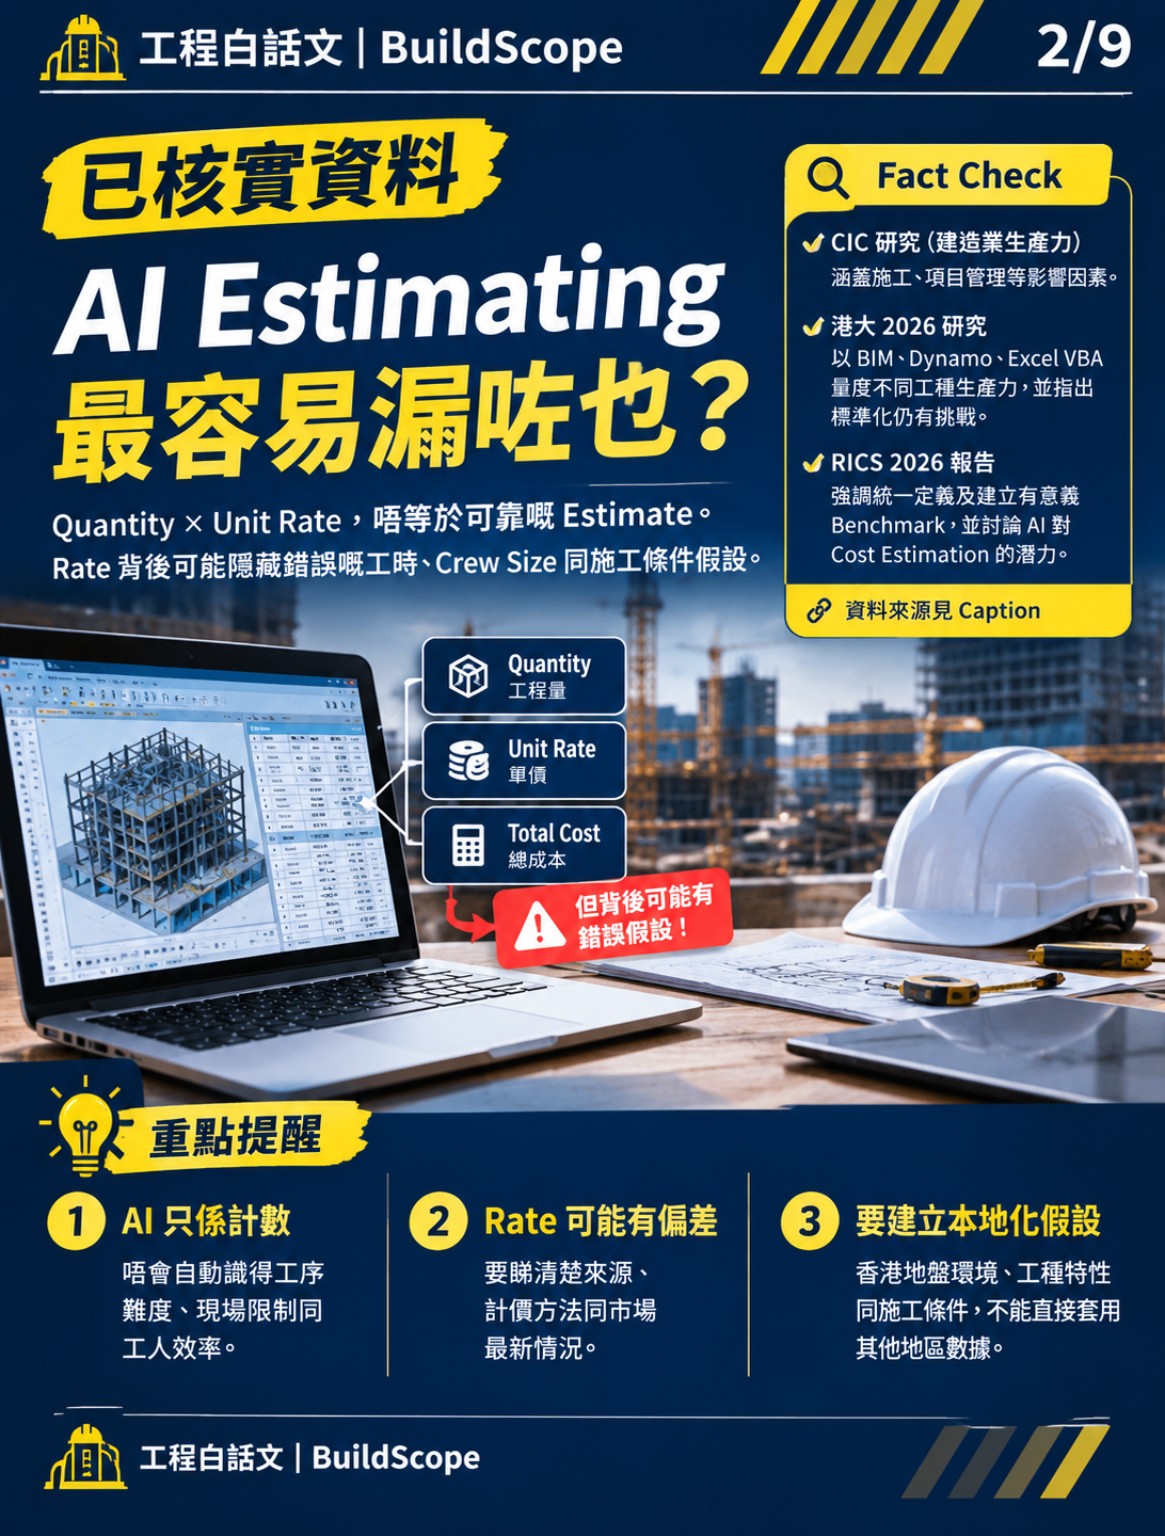 工程白話文 | BuildScope
2/9
已核實資料
AI Estimating
最容易漏咗也？
Quantity × Unit Rate，唔等於可靠嘅 Estimate。
Rate 背後可能隱藏錯誤嘅工時、Crew Size 同施工條件假設。
Fact Check
CIC 研究（建造業生產力）
涵蓋施工、項目管理等影響因素。
港大 2026 研究
以 BIM、Dynamo、Excel VBA
量度不同工種生產力，並指出
標準化仍有挑戰。
RICS 2026 報告
強調統一定義及建立有意義
Benchmark，並討論 AI 對
Cost Estimation 的潛力。
資料來源見 Caption
Quantity
工程量
Unit Rate
單價
Total Cost
總成本
但背後可能有
錯誤假設！
重點提醒
1 AI 只係計數
唔會自動識得工序
難度、現場限制同
工人效率。
2 Rate 可能有偏差
要睇清楚來源、
計價方法同市場
最新情況。
3 要建立本地化假設
香港地盤環境、工種特性
同施工條件，不能直接套用
其他地區數據。
工程白話文 | BuildScope